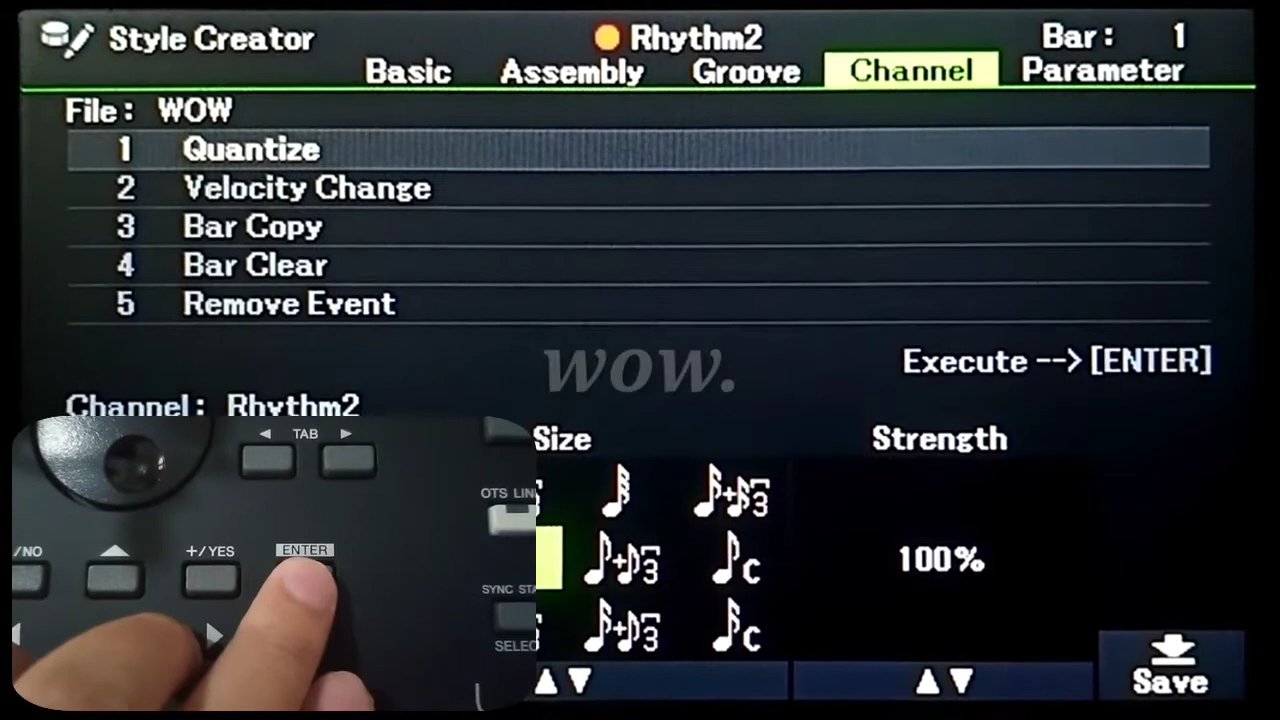 Style Creator
Rhythm2
Bar: 1
Basic Assembly Groove Channel Parameter
File: WOW
1 Quantize
2 Velocity Change
3 Bar Copy
4 Bar Clear
5 Remove Event
wow.
Execute --> [ENTER]
Channel: Rhythm2
Size
Strength
100%
Save
TAB
OTS LIN
/NO
+/YES
ENTER
SYNC STA
SELEC